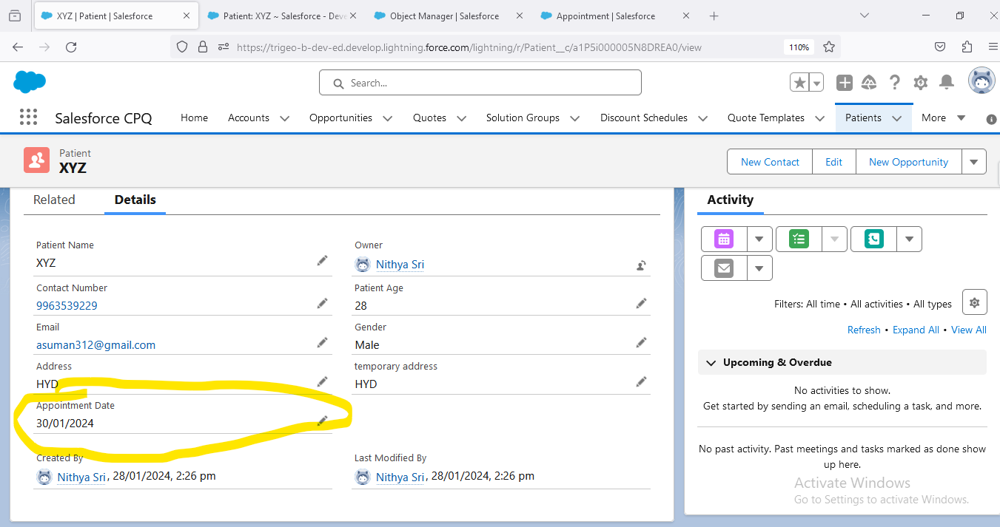 XYZ | Patient | Salesforce
Patient: XYZ ~ Salesforce - Deve
Object Manager | Salesforce
Appointment | Salesforce
https://trigeo-b-dev-ed.develop.lightning.force.com/lightning/r/Patient__c/a1P5i000005N8DREA0/view
110%
Search...
Salesforce CPQ
Home
Accounts
Opportunities
Quotes
Solution Groups
Discount Schedules
Quote Templates
Patients
More
Patient
XYZ
New Contact
Edit
New Opportunity
Related
Details
Patient Name
XYZ
Owner
Nithya Sri
Contact Number
9963539229
Patient Age
28
Email
asuman312@gmail.com
Gender
Male
Address
HYD
temporary address
HYD
Appointment Date
30/01/2024
Created By
Nithya Sri, 28/01/2024, 2:26 pm
Last Modified By
Nithya Sri, 28/01/2024, 2:26 pm
Activity
Filters: All time • All activities • All types
Refresh • Expand All • View All
Upcoming & Overdue
No activities to show.
Get started by sending an email, scheduling a task, and more.
No past activity. Past meetings and tasks marked as done show
up here.
Activate Windows
Go to Settings to activate Windows.